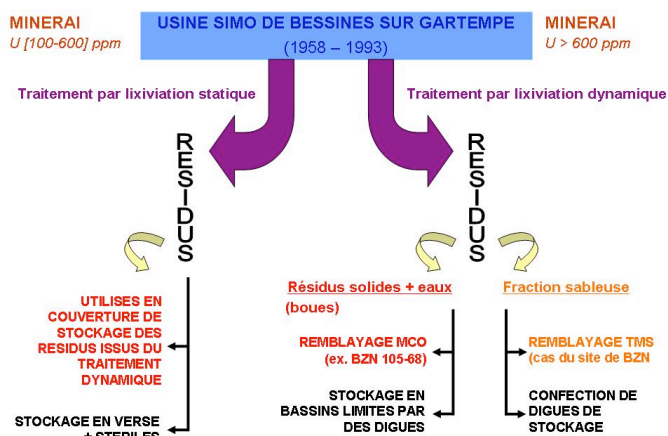 MINERAI
U [100-600] ppm
USINE SIMO DE BESSINES SUR GARTEMPE
(1958 – 1993)
MINERAI
U > 600 ppm
Traitement par lixiviation statique
Traitement par lixiviation dynamique
RESIDUS
RESIDUS
UTILISES EN
COUVERTURE DE
STOCKAGE DES
RESIDUS ISSUS DU
TRAITEMENT
DYNAMIQUE
STOCKAGE EN VERSE
+ STERILES
Résidus solides + eaux
(boues)
REMBLAYAGE MCO
(ex. BZN 105-68)
STOCKAGE EN
BASSINS LIMITES PAR
DES DIGUES
Fraction sableuse
REMBLAYAGE TMS
(cas du site de BZN
CONFECTION DE
DIGUES DE
STOCKAGE